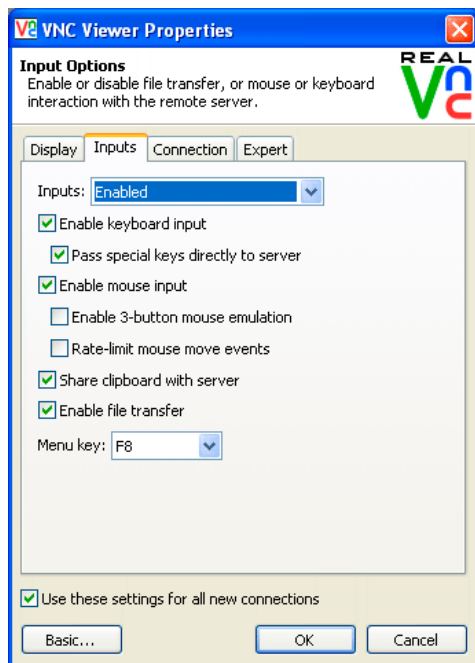 VNC VNC Viewer Properties
Input Options
Enable or disable file transfer, or mouse or keyboard
interaction with the remote server.
REAL
VNC
Display Inputs Connection Expert
Inputs: Enabled
Enable keyboard input
Pass special keys directly to server
Enable mouse input
Enable 3-button mouse emulation
Rate-limit mouse move events
Share clipboard with server
Enable file transfer
Menu key: F8
Use these settings for all new connections
Basic... OK Cancel